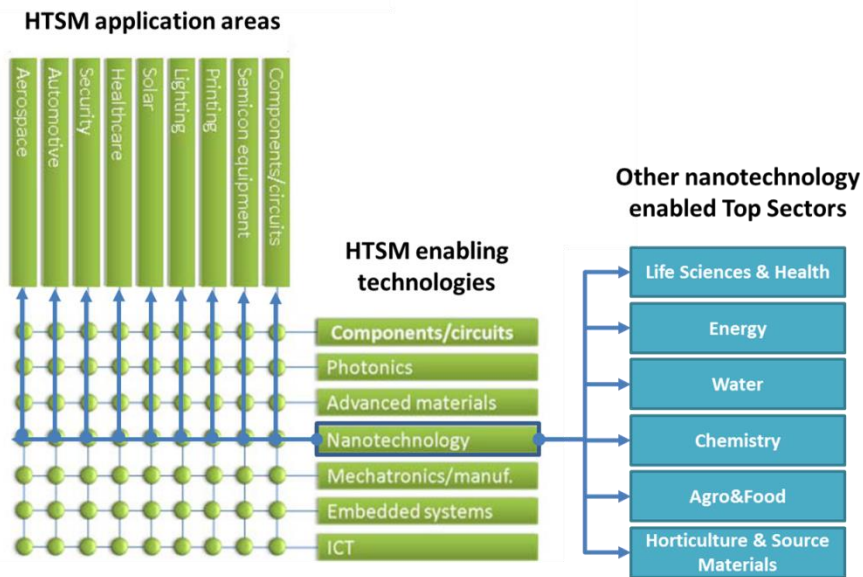 HTSM application areas
Aerospace
Automotive
Security
Healthcare
Solar
Lighting
Printing
Semicon equipment
Components/circuits
HTSM enabling
technologies
Components/circuits
Photonics
Advanced materials
Nanotechnology
Mechatronics/manuf.
Embedded systems
ICT
Other nanotechnology
enabled Top Sectors
Life Sciences & Health
Energy
Water
Chemistry
Agro&Food
Horticulture & Source
Materials